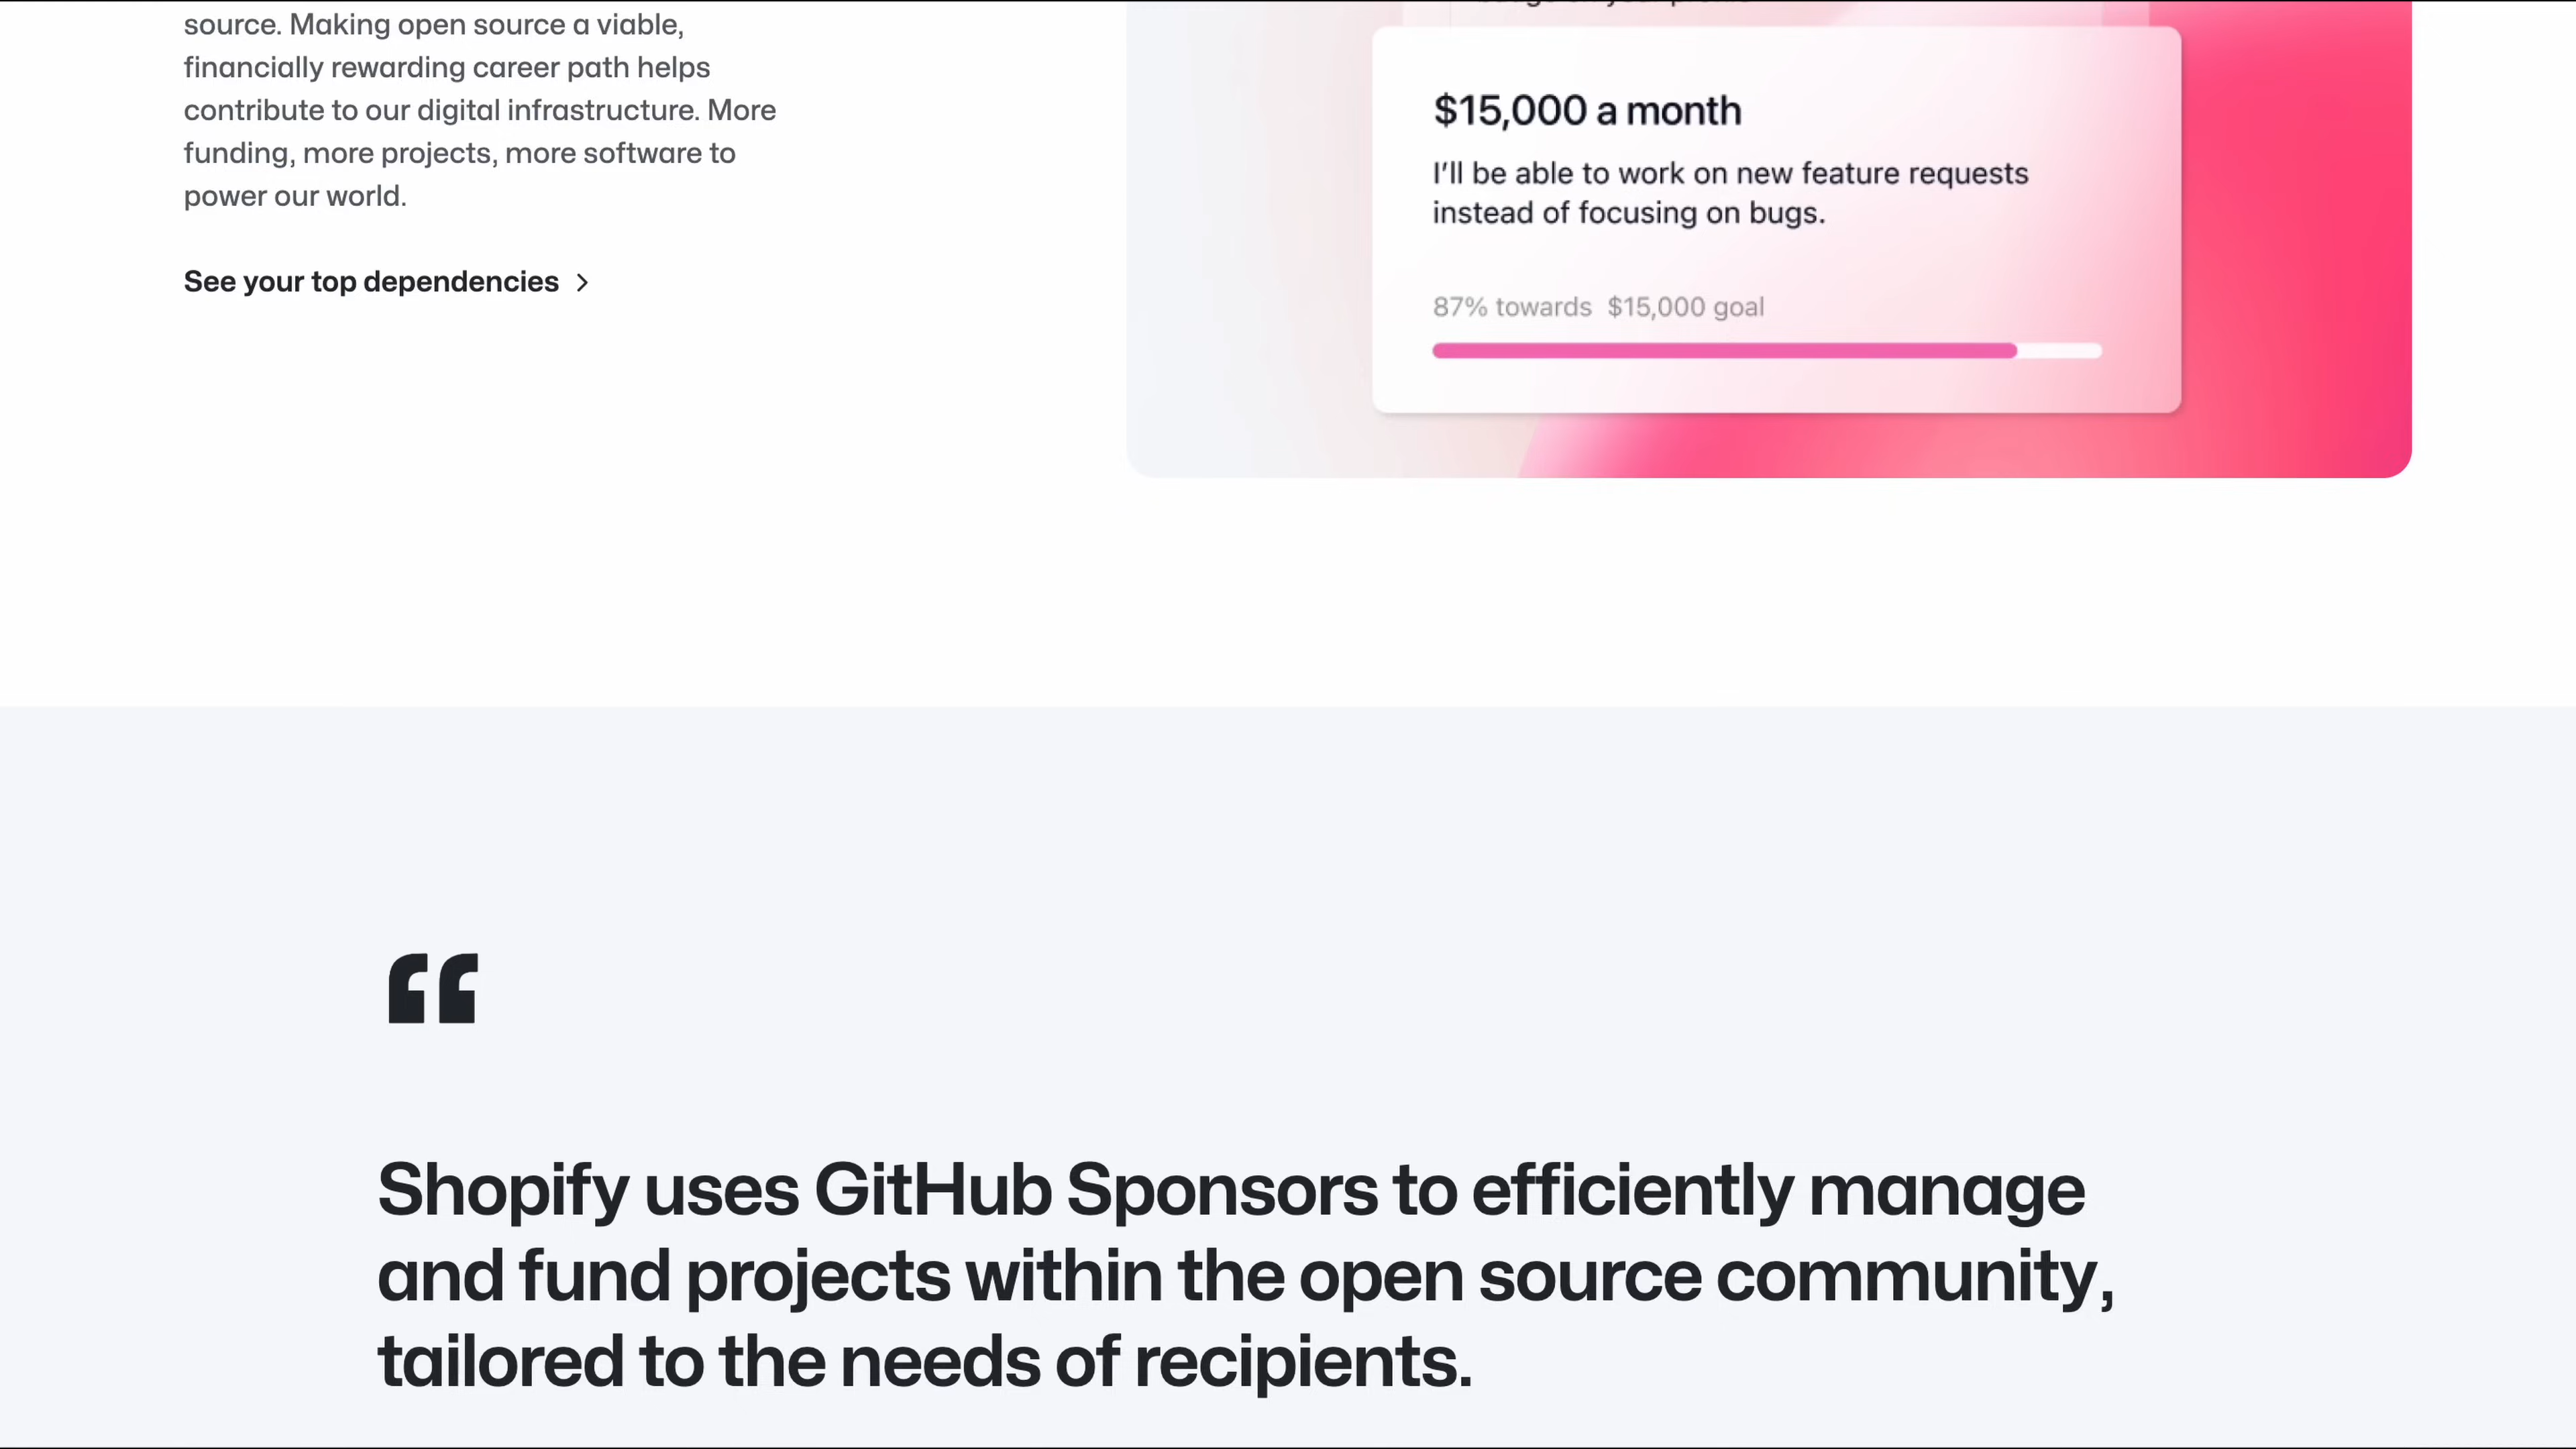 source. Making open source a viable,
financially rewarding career path helps
contribute to our digital infrastructure. More
funding, more projects, more software to
power our world.
See your top dependencies
$15,000 a month
I’ll be able to work on new feature requests
instead of focusing on bugs.
87% towards $15,000 goal
“
Shopify uses GitHub Sponsors to efficiently manage
and fund projects within the open source community,
tailored to the needs of recipients.